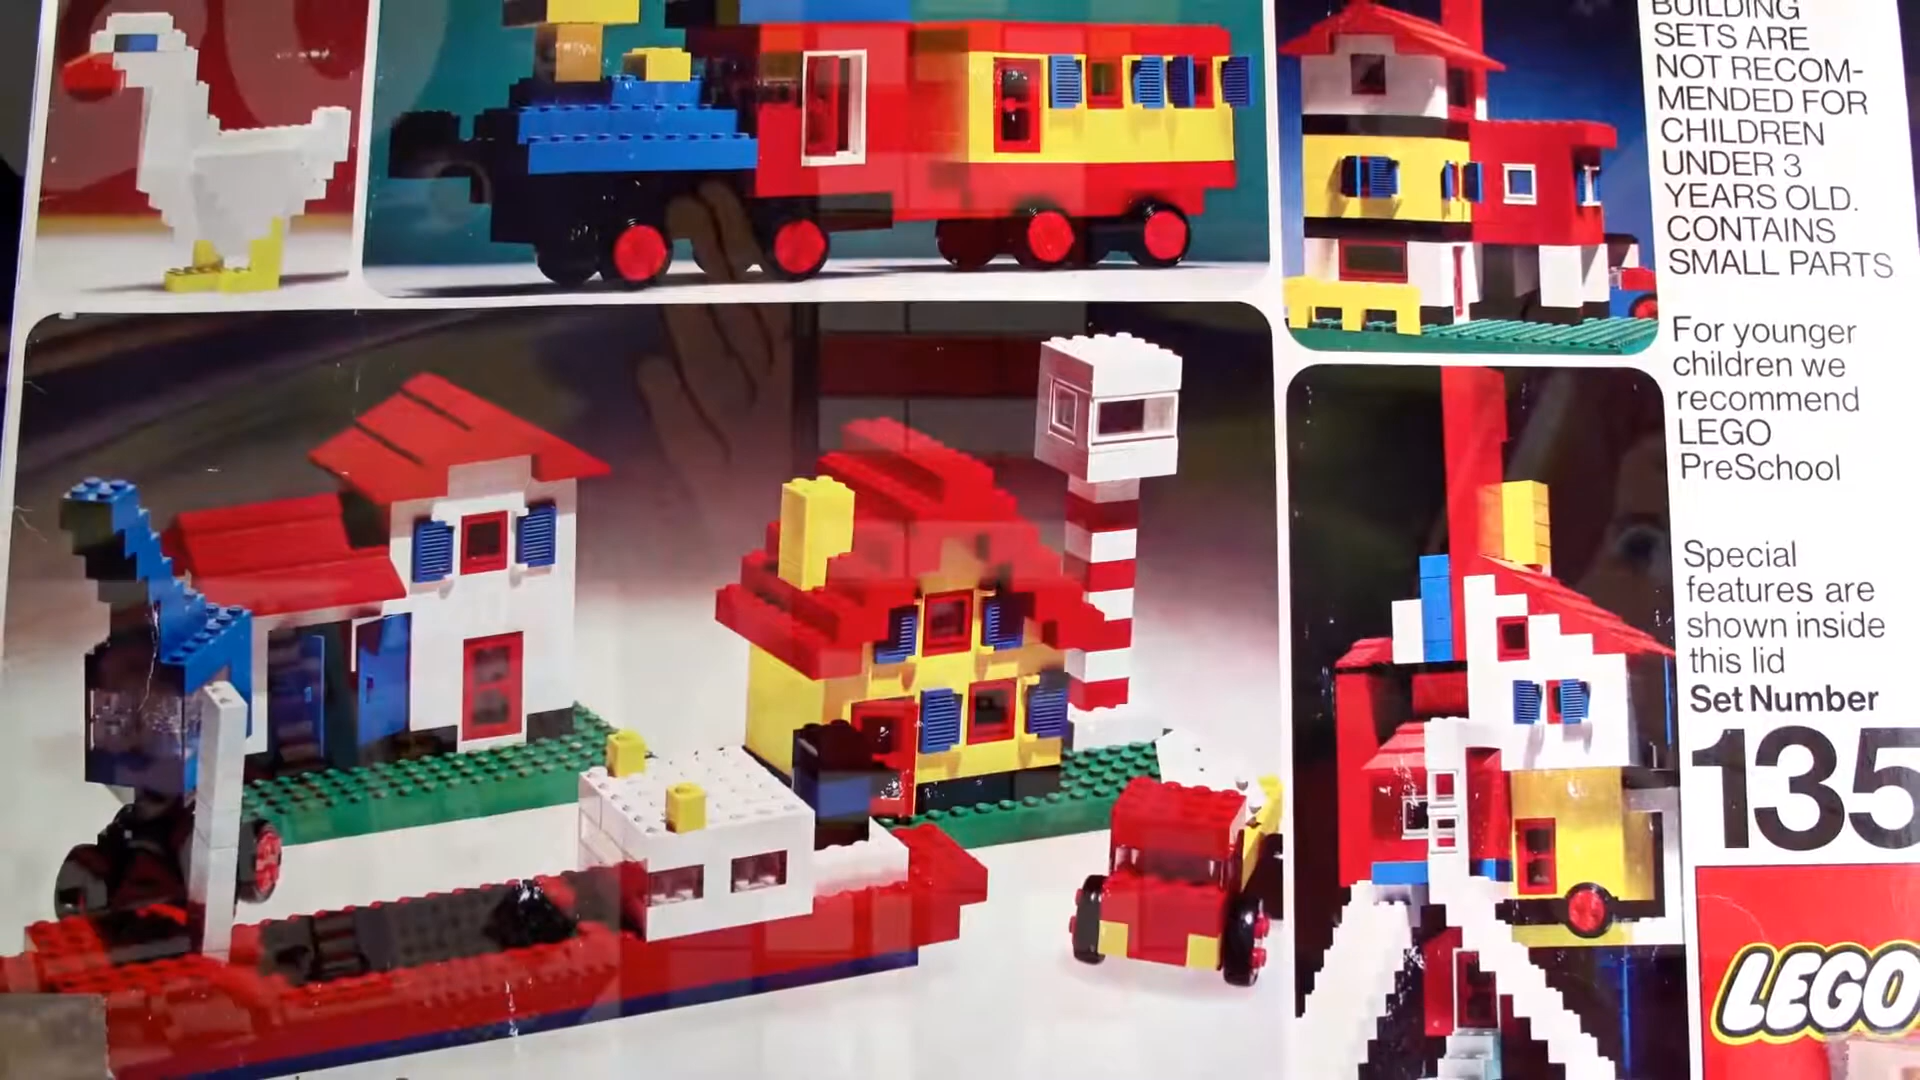 BUILDING
SETS ARE
NOT RECOM-
MENDED FOR
CHILDREN
UNDER 3
YEARS OLD.
CONTAINS
SMALL PARTS
For younger
children we
recommend
LEGO
PreSchool
Special
features are
shown inside
this lid
Set Number
135
LEGO